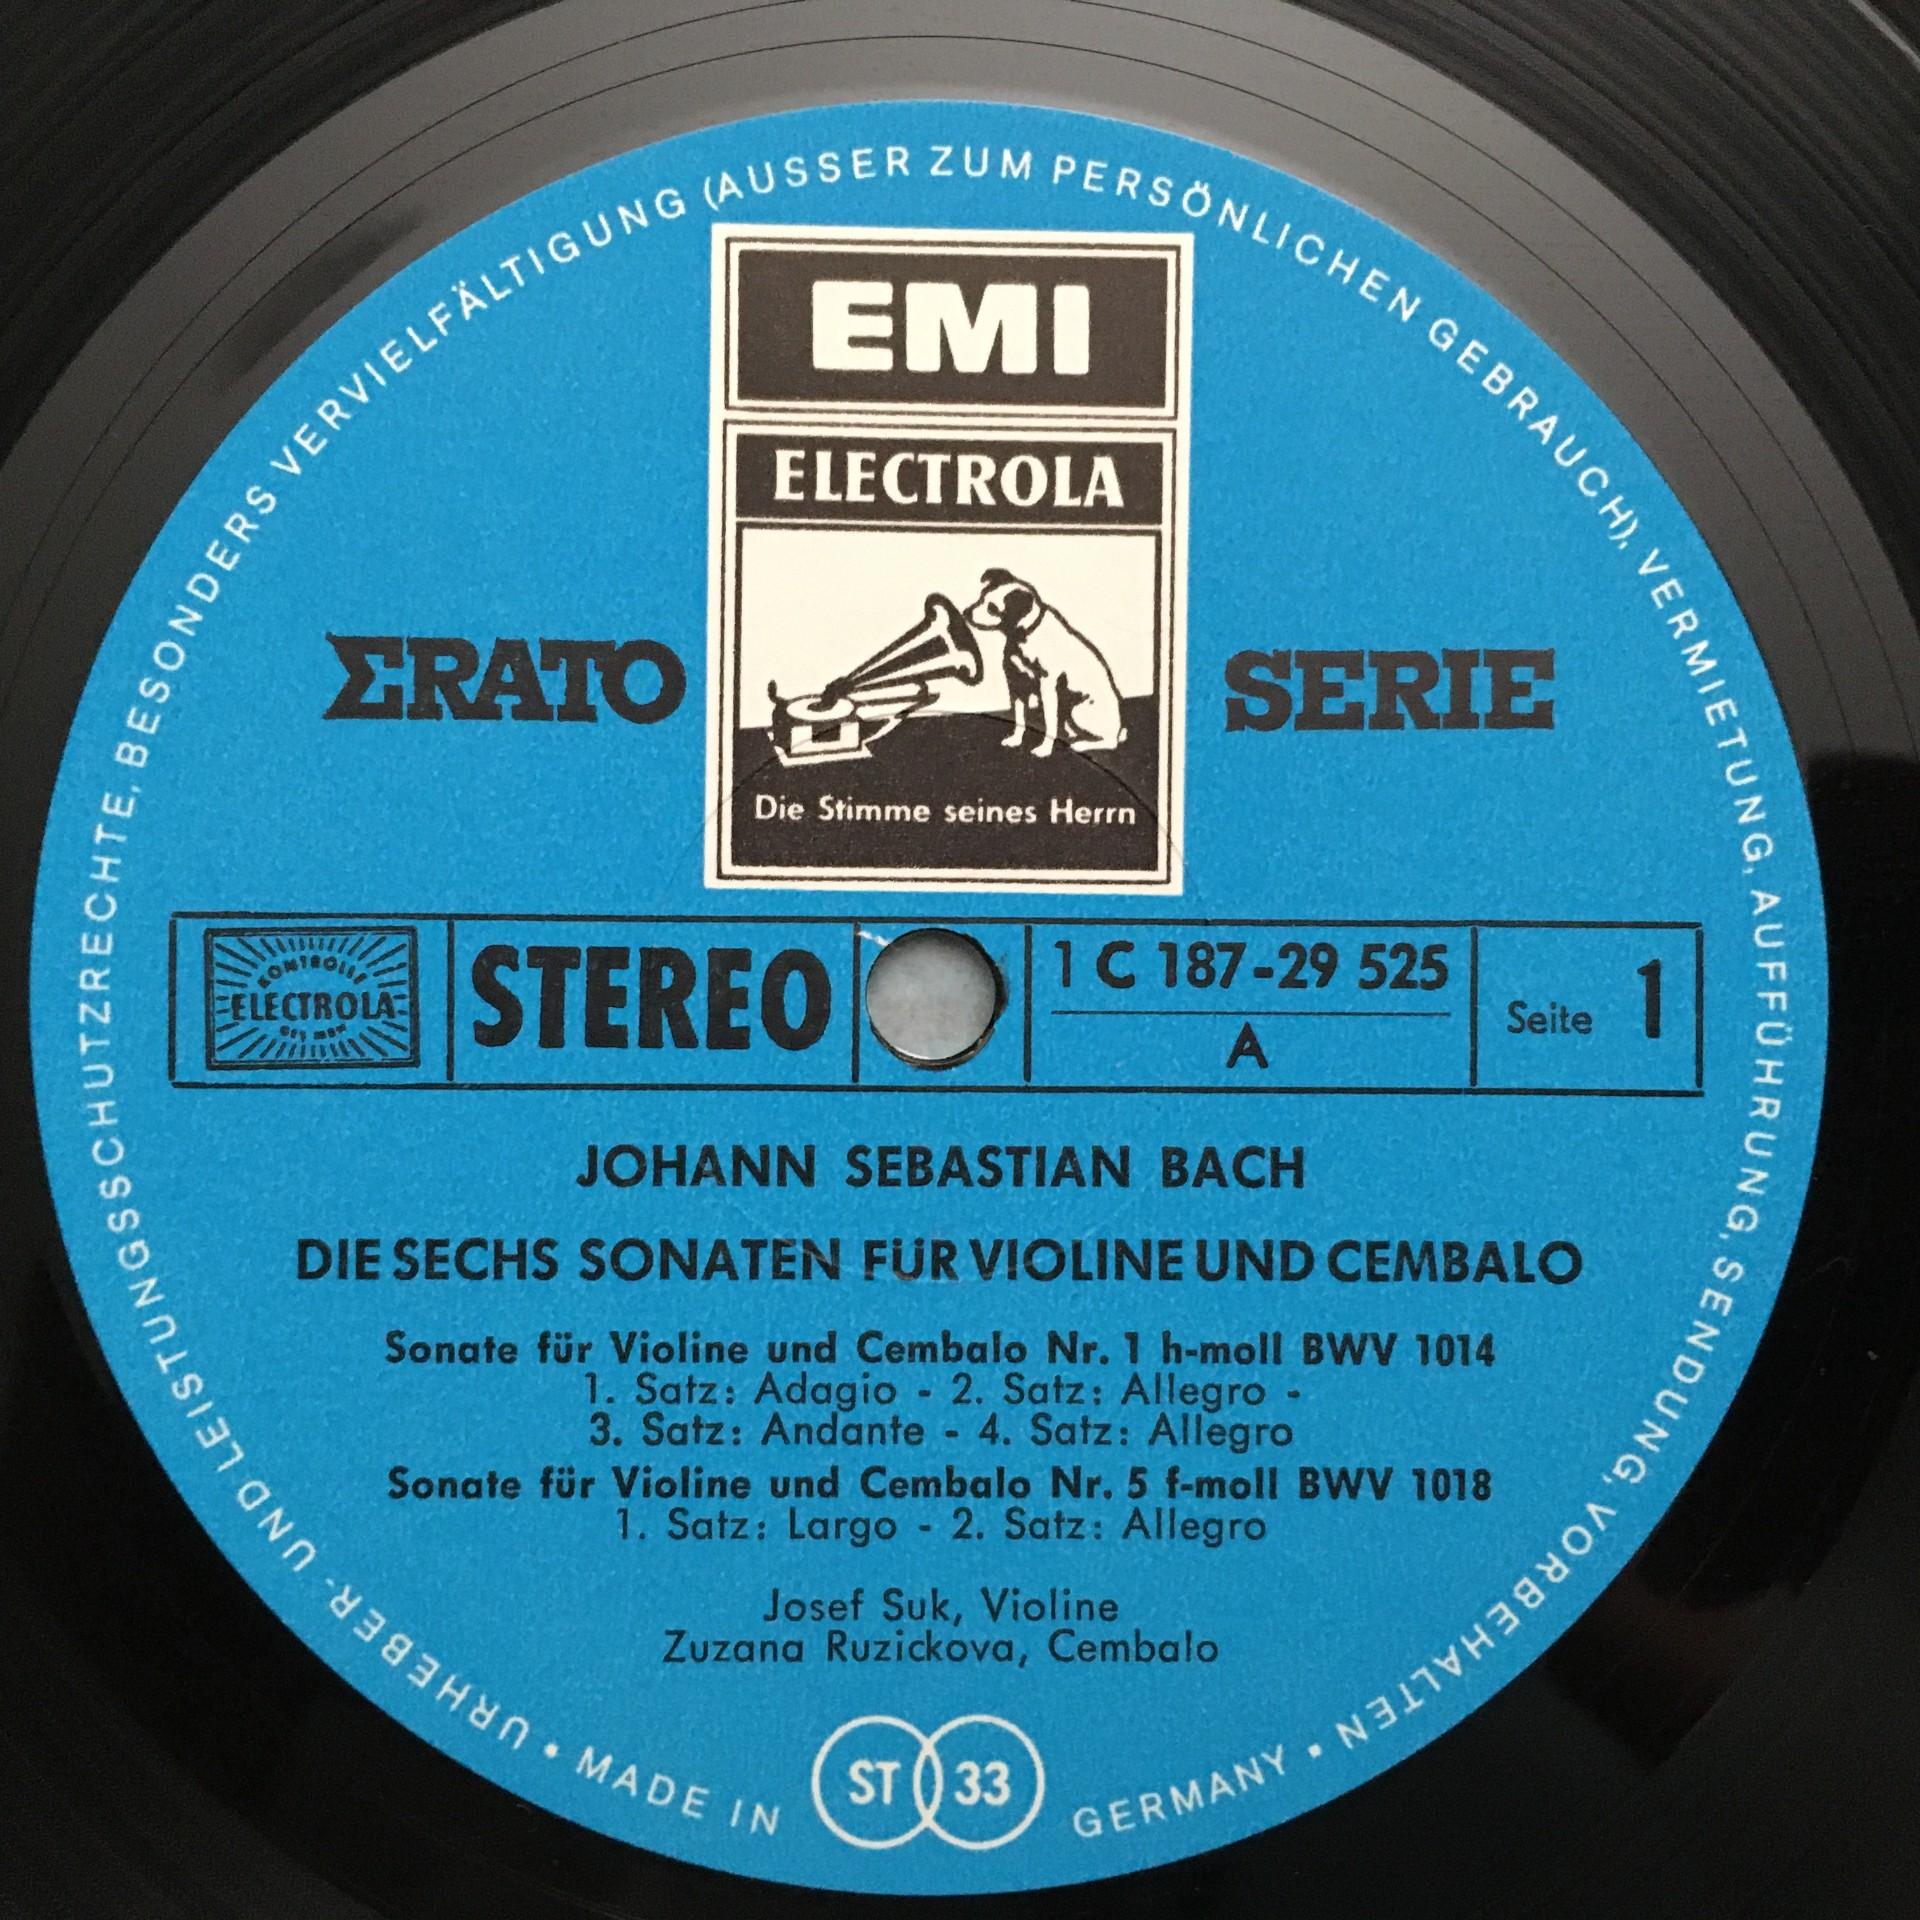 URHEBER- UND LEISTUNGSSCHUTZRECHTE, BESONDERS VERVIELFÄLTIGUNG (AUSSER ZUM PERSÖNLICHEN GEBRAUCH), VERMIETUNG, AUFFÜHRUNG, SENDUNG, VORBEHALTEN
EMI
ELECTROLA
ΣRATO SERIE
Die Stimme seines Herrn
ELECTROLA
STEREO
1 C 187-29 525
A
Seite 1
JOHANN SEBASTIAN BACH
DIE SECHS SONATEN FÜR VIOLINE UND CEMBALO
Sonate für Violine und Cembalo Nr. 1 h-moll BWV 1014
1. Satz: Adagio - 2. Satz: Allegro -
3. Satz: Andante - 4. Satz: Allegro
Sonate für Violine und Cembalo Nr. 5 f-moll BWV 1018
1. Satz: Largo - 2. Satz: Allegro
Josef Suk, Violine
Zuzana Ruzickova, Cembalo
• MADE IN ST 33 GERMANY •